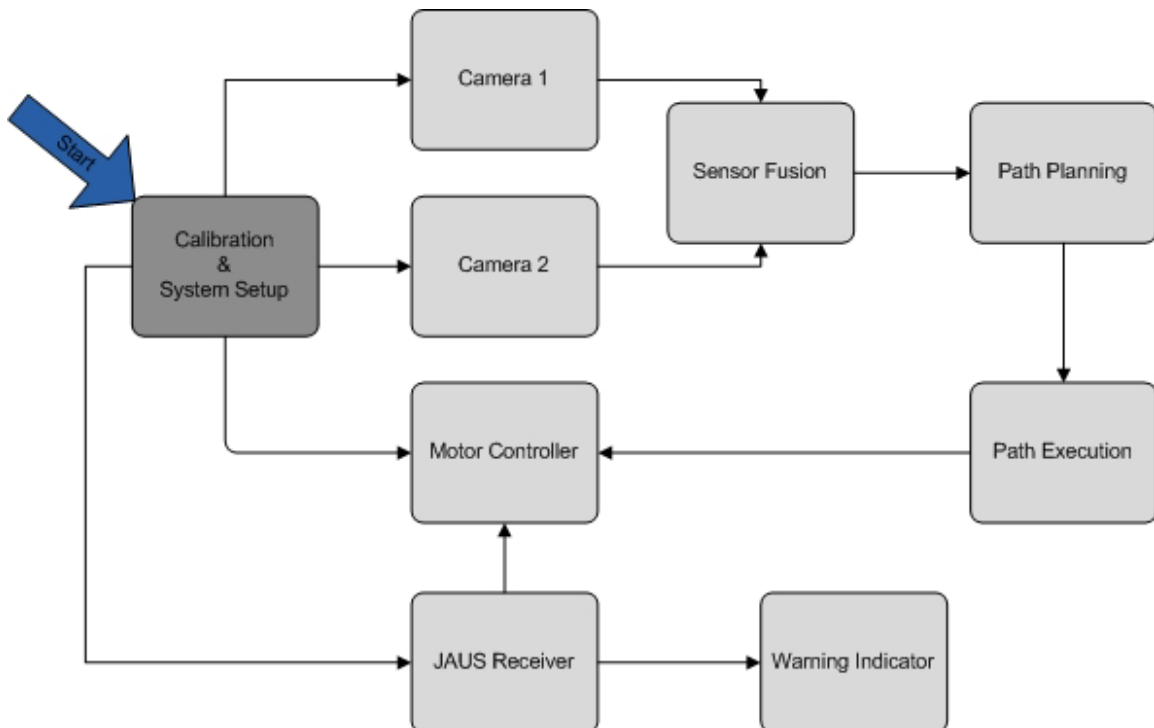 Camera 1
Start
Sensor Fusion
Path Planning
Calibration
&
System Setup
Camera 2
Motor Controller
Path Execution
JAUS Receiver
Warning Indicator